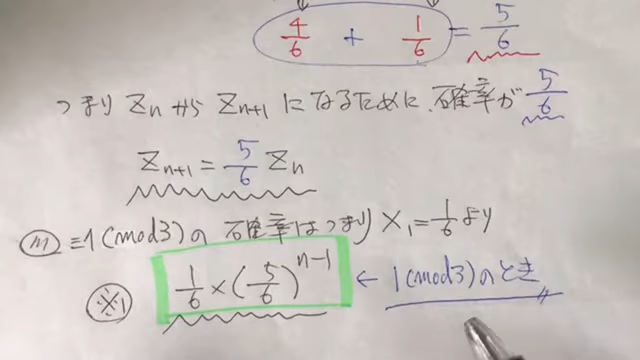 4/6 + 1/6 = 5/6
つまり Zn から Zn+1 になるために、確率が 5/6
Zn+1 = 5/6 Zn
m ≡1(mod3)の確率はつまり X1=1/6より
※1 1/6×(5/6)^n-1 ← 1(mod3)のとき